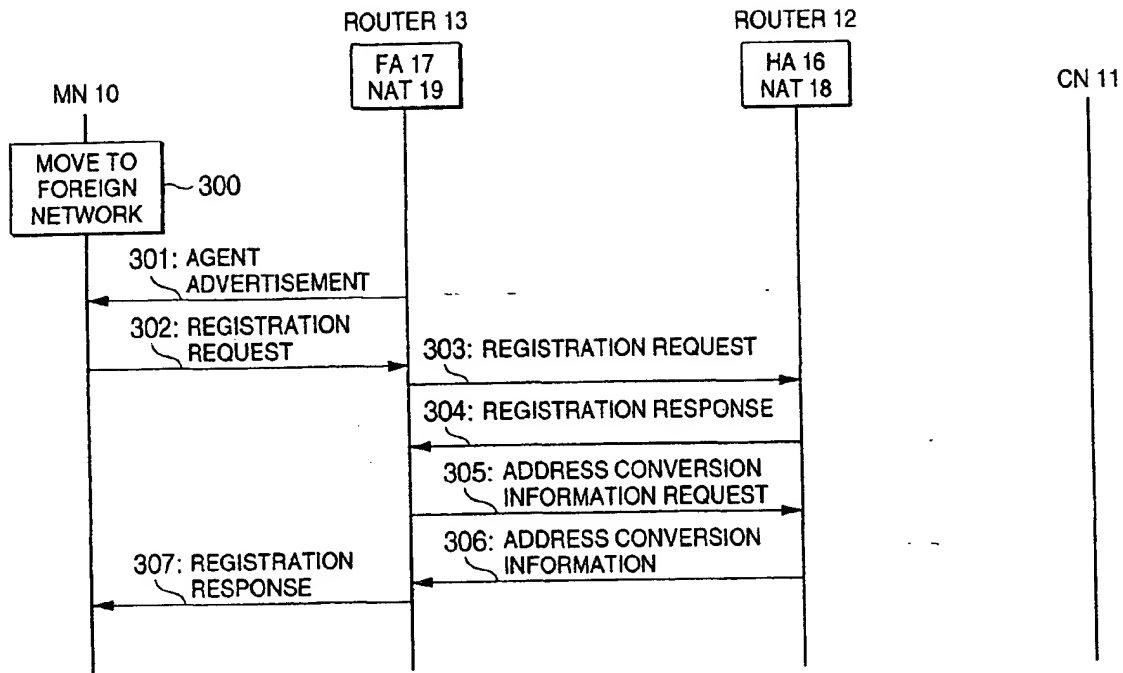 ROUTER 13
ROUTER 12
FA 17
NAT 19
HA 16
NAT 18
MN 10
CN 11
MOVE TO
FOREIGN
NETWORK
300
301: AGENT
ADVERTISEMENT
302: REGISTRATION
REQUEST
303: REGISTRATION REQUEST
304: REGISTRATION RESPONSE
305: ADDRESS CONVERSION
INFORMATION REQUEST
306: ADDRESS CONVERSION
INFORMATION
307: REGISTRATION
RESPONSE